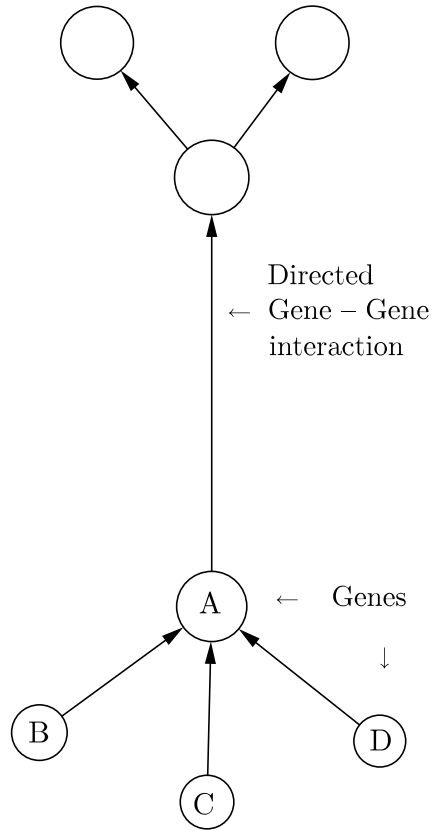 Directed
← Gene – Gene
interaction
A
← Genes
↓
B
D
C